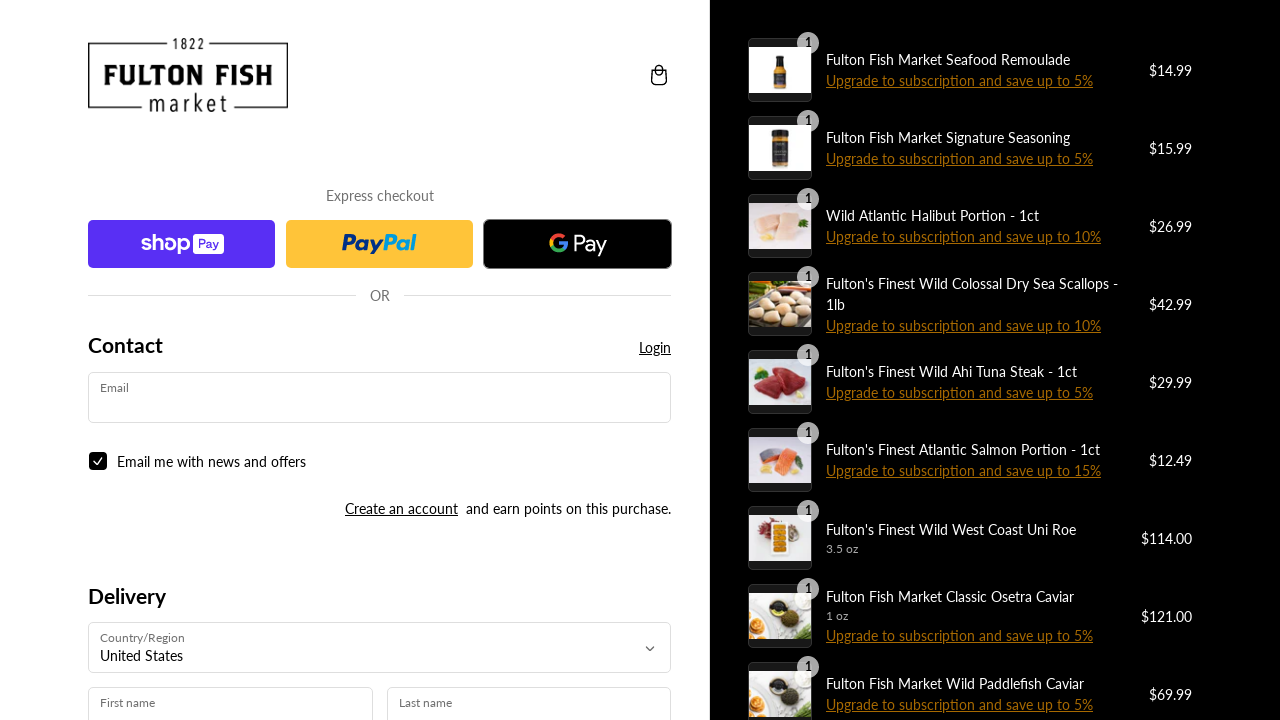 1822
FULTON FISH
market
Express checkout
shop Pay
PayPal
G Pay
OR
Contact
Login
Email
Email me with news and offers
Create an account and earn points on this purchase.
Delivery
Country/Region
United States
First name
Last name
1
Fulton Fish Market Seafood Remoulade
Upgrade to subscription and save up to 5%
$14.99
1
Fulton Fish Market Signature Seasoning
Upgrade to subscription and save up to 5%
$15.99
1
Wild Atlantic Halibut Portion - 1ct
Upgrade to subscription and save up to 10%
$26.99
1
Fulton's Finest Wild Colossal Dry Sea Scallops -
1lb
Upgrade to subscription and save up to 10%
$42.99
1
Fulton's Finest Wild Ahi Tuna Steak - 1ct
Upgrade to subscription and save up to 5%
$29.99
1
Fulton's Finest Atlantic Salmon Portion - 1ct
Upgrade to subscription and save up to 15%
$12.49
1
Fulton's Finest Wild West Coast Uni Roe
3.5 oz
$114.00
1
Fulton Fish Market Classic Osetra Caviar
1 oz
Upgrade to subscription and save up to 5%
$121.00
1
Fulton Fish Market Wild Paddlefish Caviar
Upgrade to subscription and save up to 5%
$69.99